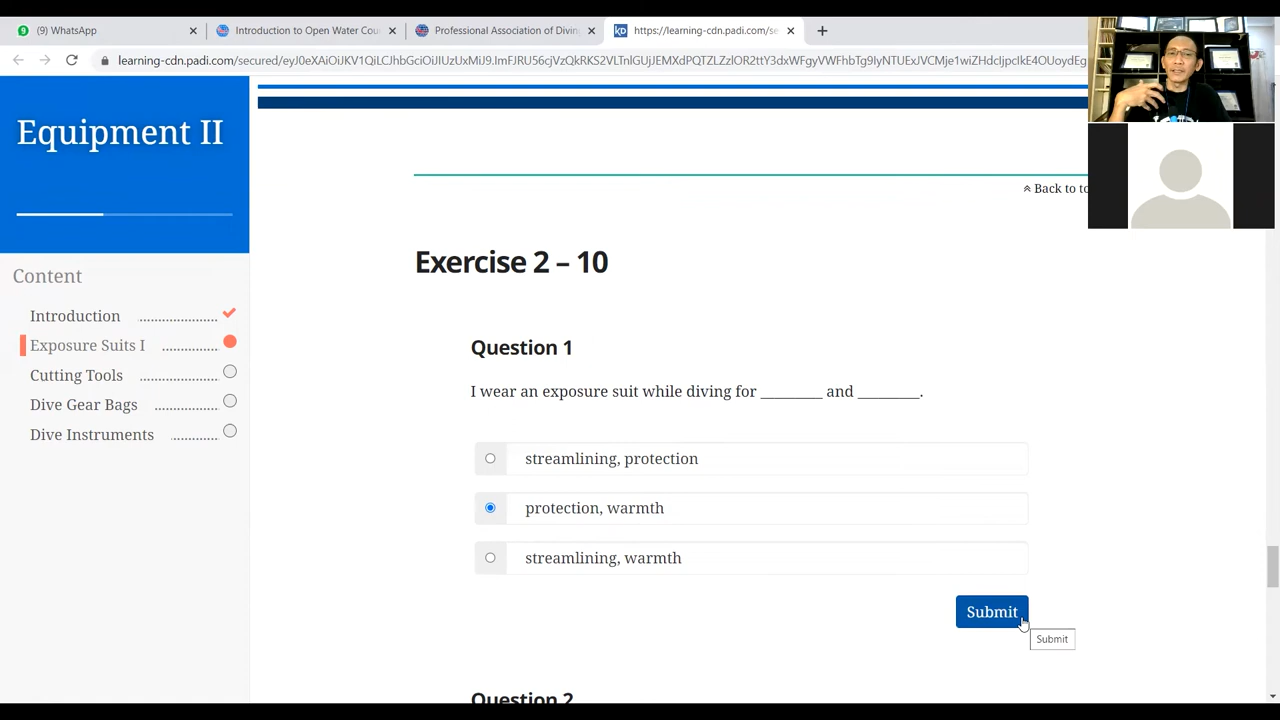 (9) WhatsApp
Introduction to Open Water Cou
Professional Association of Divin
https://learning-cdn.padi.com/se
Equipment II
Content
Introduction
Exposure Suits I
Cutting Tools
Dive Gear Bags
Dive Instruments
Back to to
Exercise 2 – 10
Question 1
I wear an exposure suit while diving for ________ and ________.
streamlining, protection
protection, warmth
streamlining, warmth
Submit
Submit
Question 2